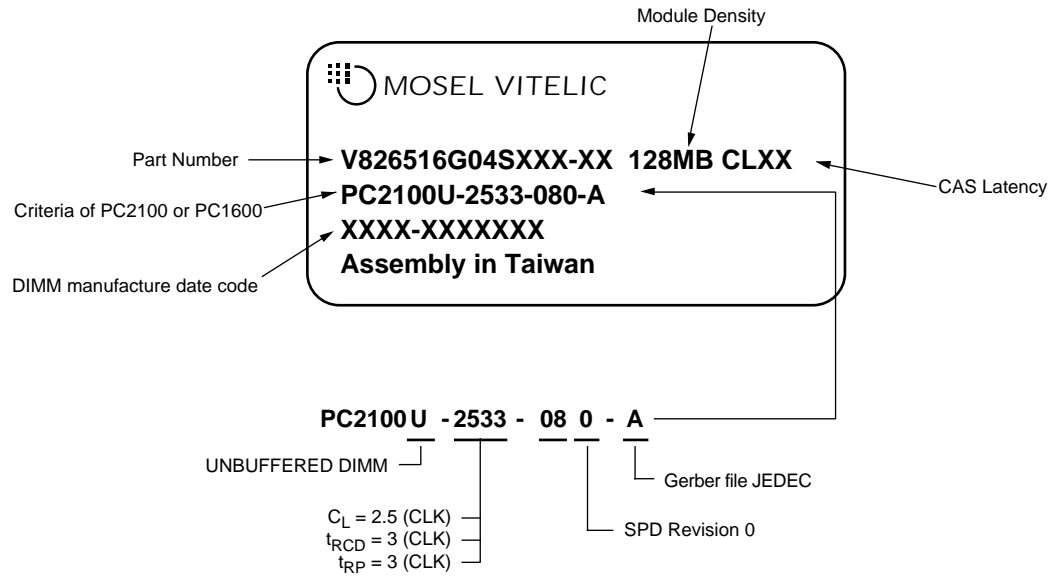 Module Density
MOSEL VITELIC
Part Number
V826516G04SXXX-XX 128MB CLXX
CAS Latency
Criteria of PC2100 or PC1600
PC2100U-2533-080-A
XXXX-XXXXXXX
DIMM manufacture date code
Assembly in Taiwan
PC2100 U - 2533 - 08 0 - A
UNBUFFERED DIMM
Gerber file JEDEC
CL = 2.5 (CLK)
SPD Revision 0
tRCD = 3 (CLK)
tRP = 3 (CLK)